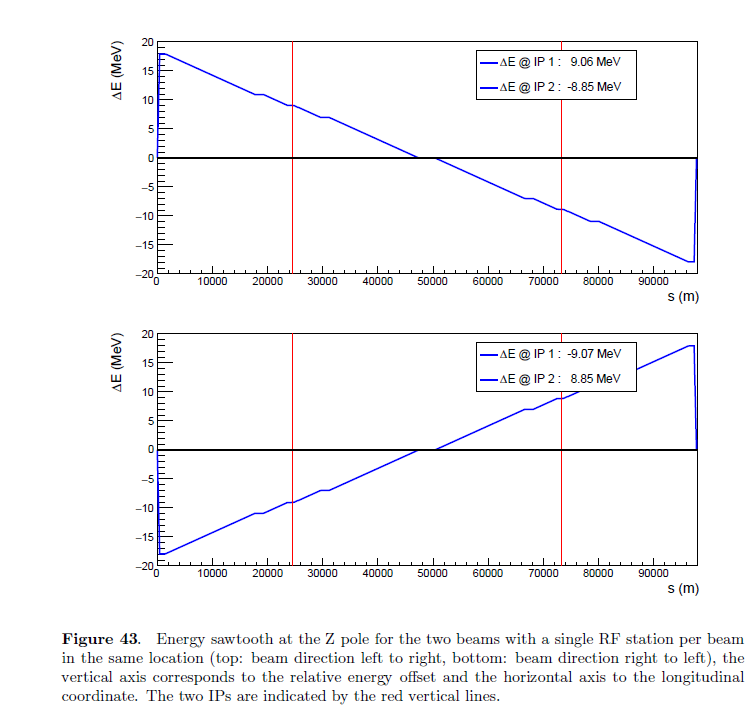 20
15
10
5
0
−5
−10
−15
−20
ΔE (MeV)
ΔE @ IP 1 : 9.06 MeV
ΔE @ IP 2 : -8.85 MeV
0 10000 20000 30000 40000 50000 60000 70000 80000 90000
s (m)
20
15
10
5
0
−5
−10
−15
−20
ΔE (MeV)
ΔE @ IP 1 : -9.07 MeV
ΔE @ IP 2 : 8.85 MeV
0 10000 20000 30000 40000 50000 60000 70000 80000 90000
s (m)
Figure 43. Energy sawtooth at the Z pole for the two beams with a single RF station per beam
in the same location (top: beam direction left to right, bottom: beam direction right to left), the
vertical axis corresponds to the relative energy offset and the horizontal axis to the longitudinal
coordinate. The two IPs are indicated by the red vertical lines.